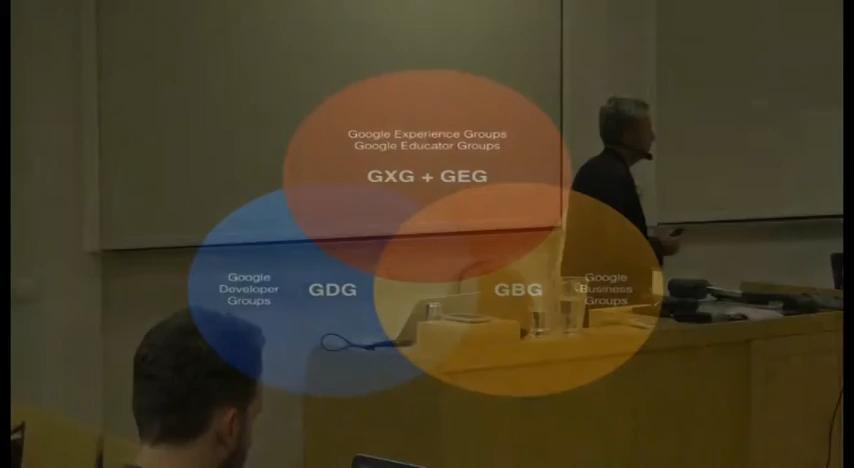 Google Experience Groups
Google Educator Groups
GXG + GEG
Google
Developer
Groups
GDG
GBG
Google
Business
Groups